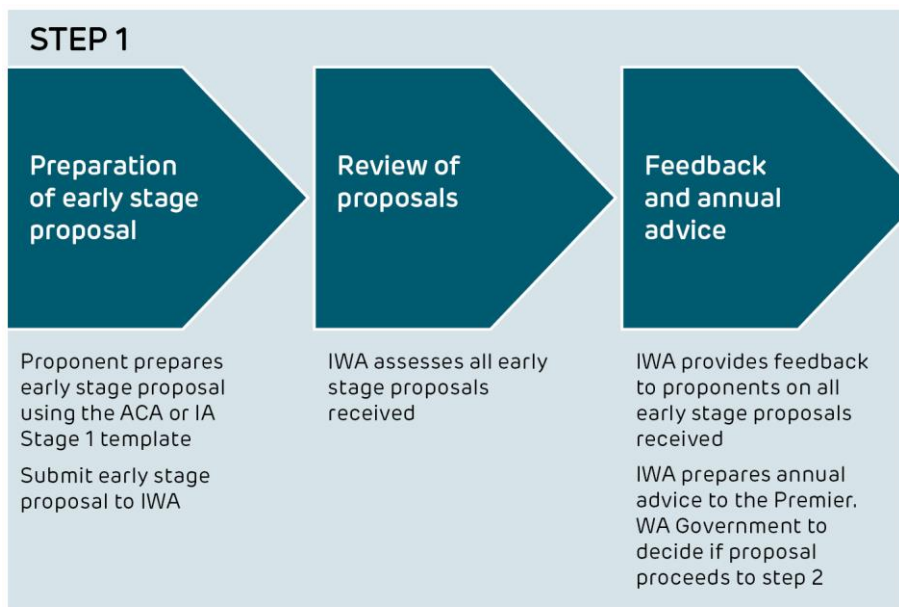 STEP 1
Preparation
of early stage
proposal
Proponent prepares
early stage proposal
using the ACA or IA
Stage 1 template
Submit early stage
proposal to IWA
Review of
proposals
IWA assesses all early
stage proposals
received
Feedback
and annual
advice
IWA provides feedback
to proponents on all
early stage proposals
received
IWA prepares annual
advice to the Premier.
WA Government to
decide if proposal
proceeds to step 2